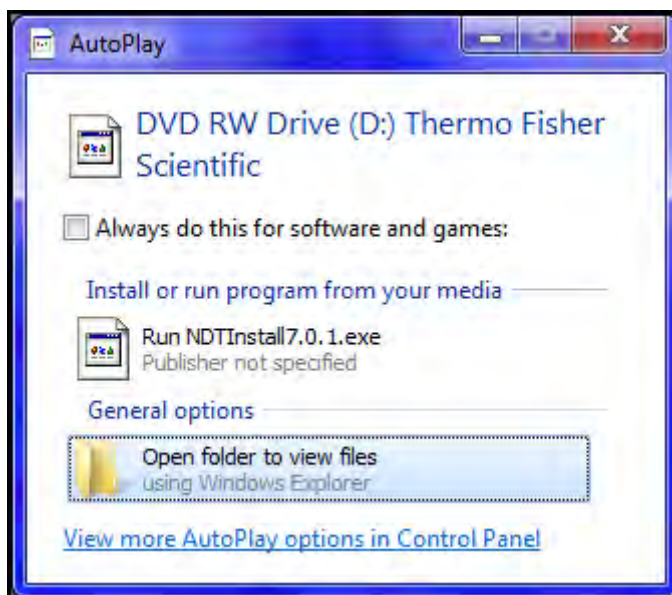 AutoPlay
DVD RW Drive (D:) Thermo Fisher
Scientific
Always do this for software and games:
Install or run program from your media
Run NDTInstall7.0.1.exe
Publisher not specified
General options
Open folder to view files
using Windows Explorer
View more AutoPlay options in Control Panel